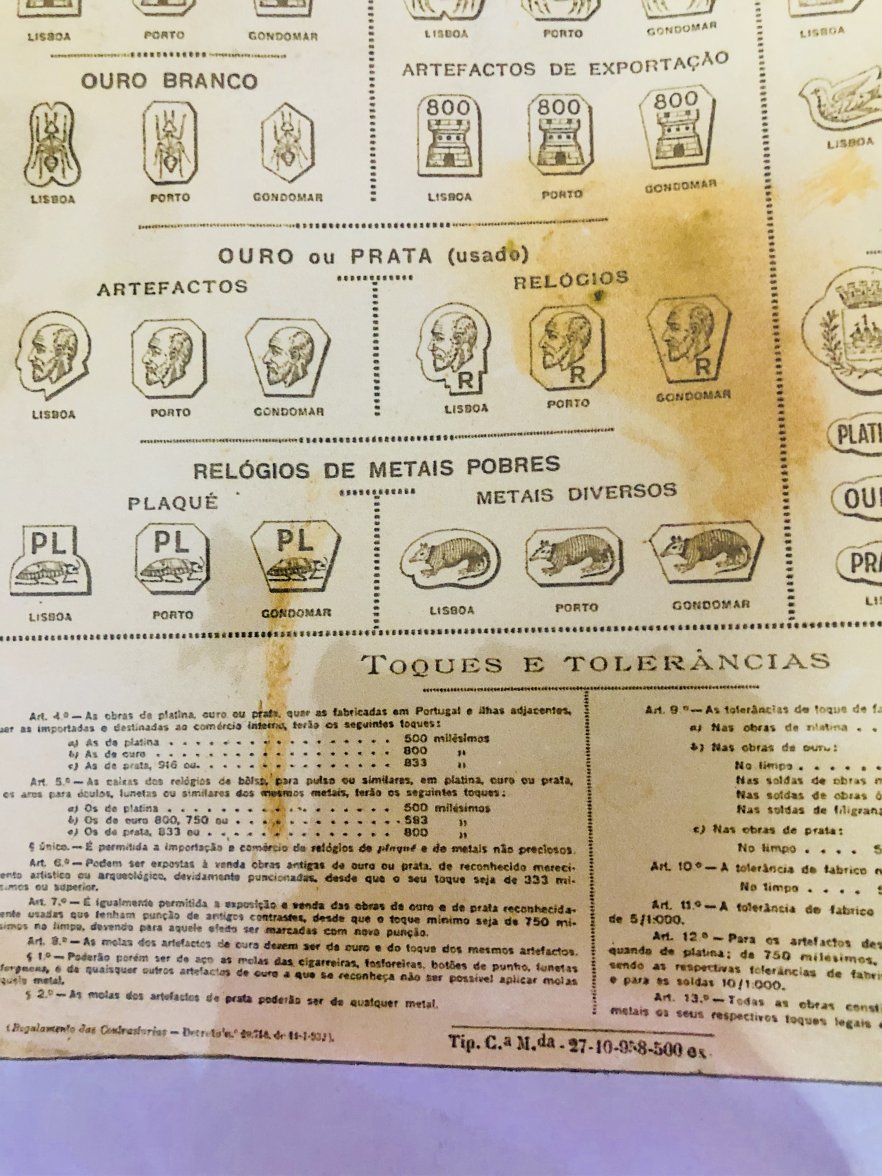 LISBOA PORTO GONDOMAR
LISBOA PORTO GONDOMAR
LISBOA
OURO BRANCO
LISBOA PORTO GONDOMAR
ARTEFACTOS DE EXPORTAÇÃO
800 800 800
LISBOA PORTO GONDOMAR
LISBOA
OURO ou PRATA (usado)
ARTEFACTOS
LISBOA PORTO GONDOMAR
RELÓGIOS
R R R
LISBOA PORTO GONDOMAR
RELÓGIOS DE METAIS POBRES
PLAQUÉ
PL PL PL
LISBOA PORTO GONDOMAR
METAIS DIVERSOS
LISBOA PORTO GONDOMAR
PLATI
OU
PRA
LI
TOQUES E TOLERÂNCIAS
Art. 4.º — As obras de platina, ouro ou prata, quer as fabricadas em Portugal e ilhas adjacentes,
uer as importadas e destinadas ao comércio interno, terão os seguintes toques:
a) As de platina . . . . 500 milésimos
b) As de ouro . . . . 800 „
c) As de prata, 916 ou . . . . 833 „
Art. 5.º — As caixas dos relógios de bôlso, para pulso ou similares, em platina, ouro ou prata,
os aros para óculos, lunetas ou similares dos mesmos metais, terão os seguintes toques:
a) Os de platina . . . . 500 milésimos
b) Os de ouro 800, 750 ou . . . . 583 „
c) Os de prata, 833 ou . . . . 800 „
§ único. — É permitida a importação e comércio de relógios de plaqué e de metais não preciosos.
Art. 6.º — Podem ser expostas à venda obras antigas de ouro ou prata, de reconhecido mereci-
ento artístico ou arqueológico, devidamente puncionadas, desde que o seu toque seja de 333 mi-
simos ou superior.
Art. 7.º — É igualmente permitida a exposição e venda das obras de ouro e de prata reconhecida-
ente usadas que tenham punção de antigos contrastes, desde que o toque mínimo seja de 750 mi-
simos no limpo, devendo para aquele efeito ser marcadas com novo punção.
Art. 8.º — As molas dos artefactos de ouro devem ser de ouro e do toque dos mesmos artefactos.
§ 1.º — Poderão porém ser de aço as molas das cigarreiras, fosforeiras, botões de punho, lunetas
e de quaisquer outros artefactos de ouro a que se reconheça não ser possível aplicar molas
quele metal.
§ 2.º — As molas dos artefactos de prata poderão ser de qualquer metal.
(Regulamento das Contrastarias — Decreto n.º
Tip. C.ª M.da - 27-10-958-500 ex.
Art. 9.º — As tolerâncias de toque de fa
a) Nas obras de platina . .
b) Nas obras de ouro:
No limpo . . . .
Nas soldas de obras
Nas soldas de obras
Nas soldas de filigran
c) Nas obras de prata:
No limpo . . . . 5
Art. 10.º — A tolerância de fabrico
No limpo . . . . 5
Art. 11.º — A tolerância de fabrico
de 5/1:000.
Art. 12.º — Para os artefactos des
quando de platina; de 750 milésimos,
sendo as respectivas tolerâncias de fabri
e para as soldas 10/1:000.
Art. 13.º — Todas as obras consti
metais os seus respectivos toques legais